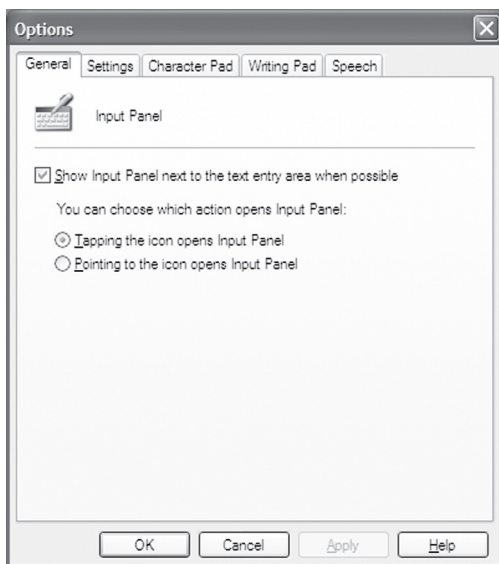 Options
General Settings Character Pad Writing Pad Speech
Input Panel
Show Input Panel next to the text entry area when possible
You can choose which action opens Input Panel:
Tapping the icon opens Input Panel
Pointing to the icon opens Input Panel
OK Cancel Apply Help